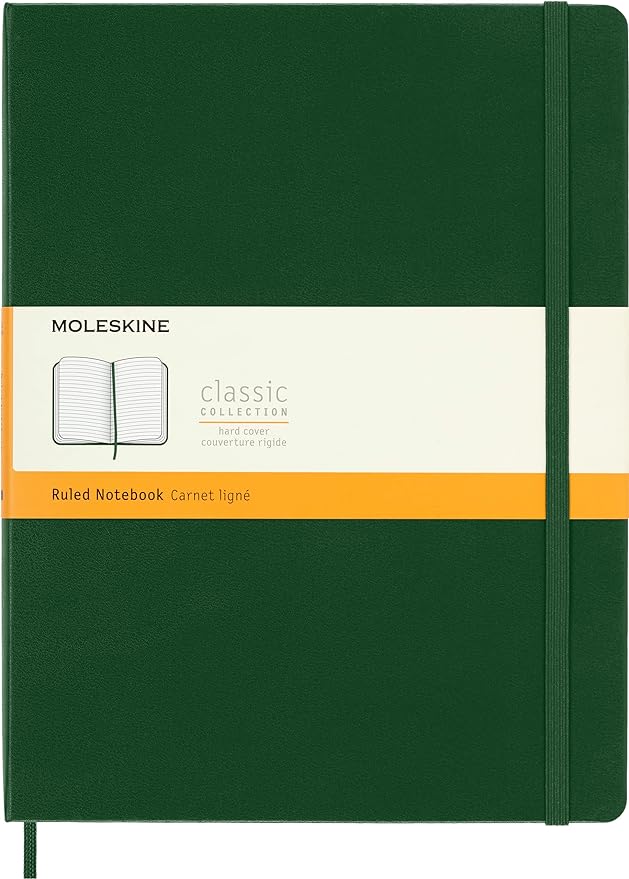 MOLESKINE
classic
COLLECTION
hard cover
couverture rigide
Ruled Notebook Carnet ligné